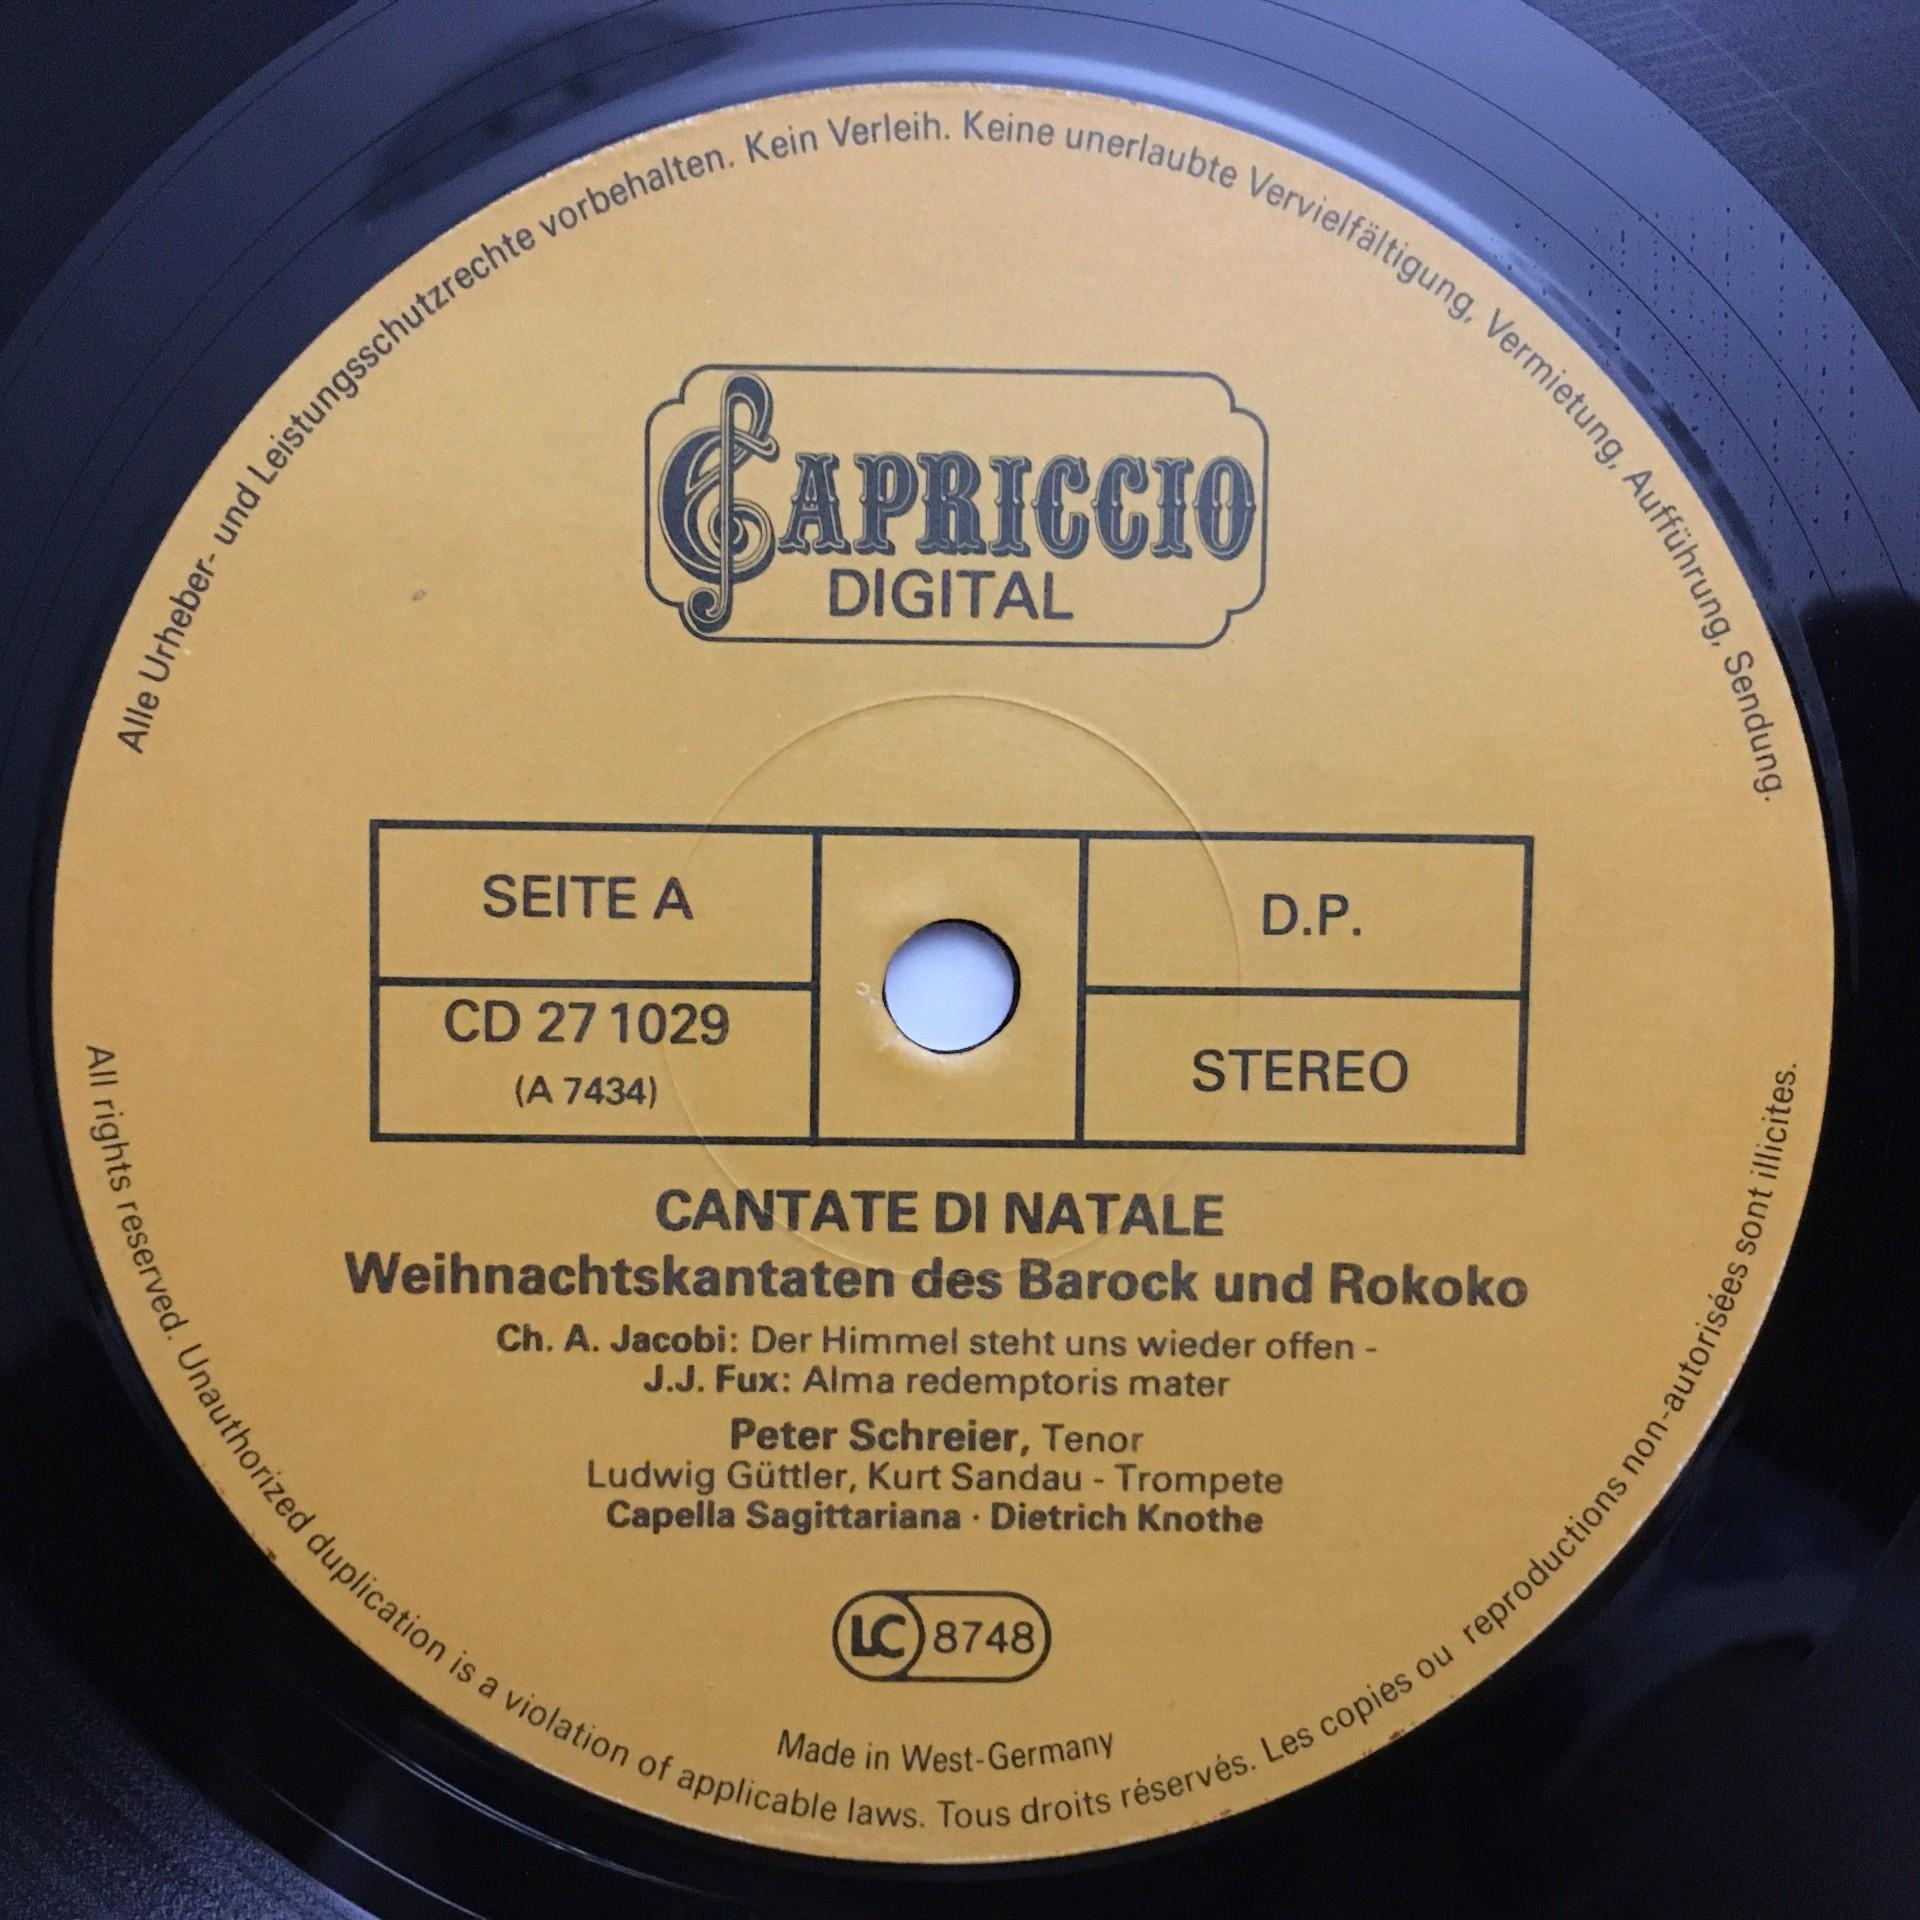 Alle Urheber- und Leistungsschutzrechte vorbehalten. Kein Verleih. Keine unerlaubte Vervielfältigung, Vermietung, Aufführung, Sendung.
CAPRICCIO
DIGITAL
SEITE A
D.P.
CD 27 1029
(A 7434)
STEREO
CANTATE DI NATALE
Weihnachtskantaten des Barock und Rokoko
Ch. A. Jacobi: Der Himmel steht uns wieder offen -
J.J. Fux: Alma redemptoris mater
Peter Schreier, Tenor
Ludwig Güttler, Kurt Sandau - Trompete
Capella Sagittariana · Dietrich Knothe
LC 8748
Made in West-Germany
All rights reserved. Unauthorized duplication is a violation of applicable laws. Tous droits réservés. Les copies ou reproductions non-autorisées sont illicites.